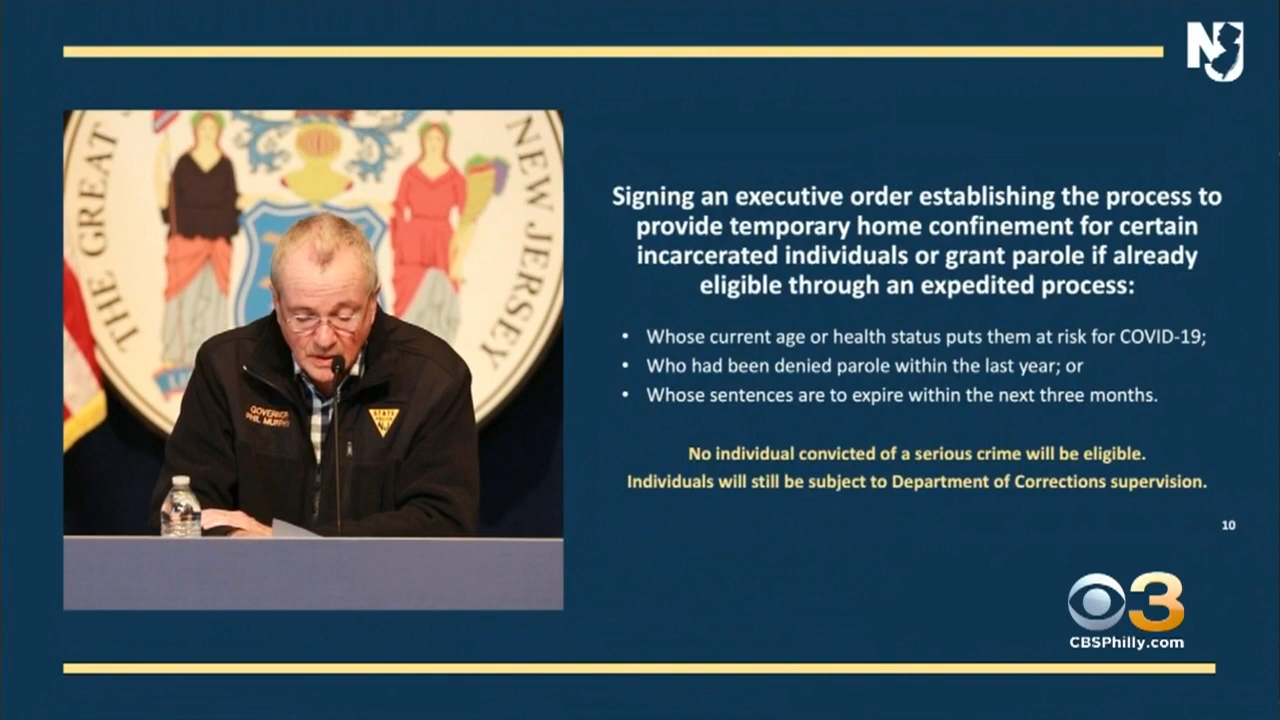 NJ
THE GREAT
NEW JERSEY
GOVERNOR
PHIL MURPHY
STATE
Signing an executive order establishing the process to
provide temporary home confinement for certain
incarcerated individuals or grant parole if already
eligible through an expedited process:
• Whose current age or health status puts them at risk for COVID-19;
• Who had been denied parole within the last year; or
• Whose sentences are to expire within the next three months.
No individual convicted of a serious crime will be eligible.
Individuals will still be subject to Department of Corrections supervision.
10
3
CBSPhilly.com